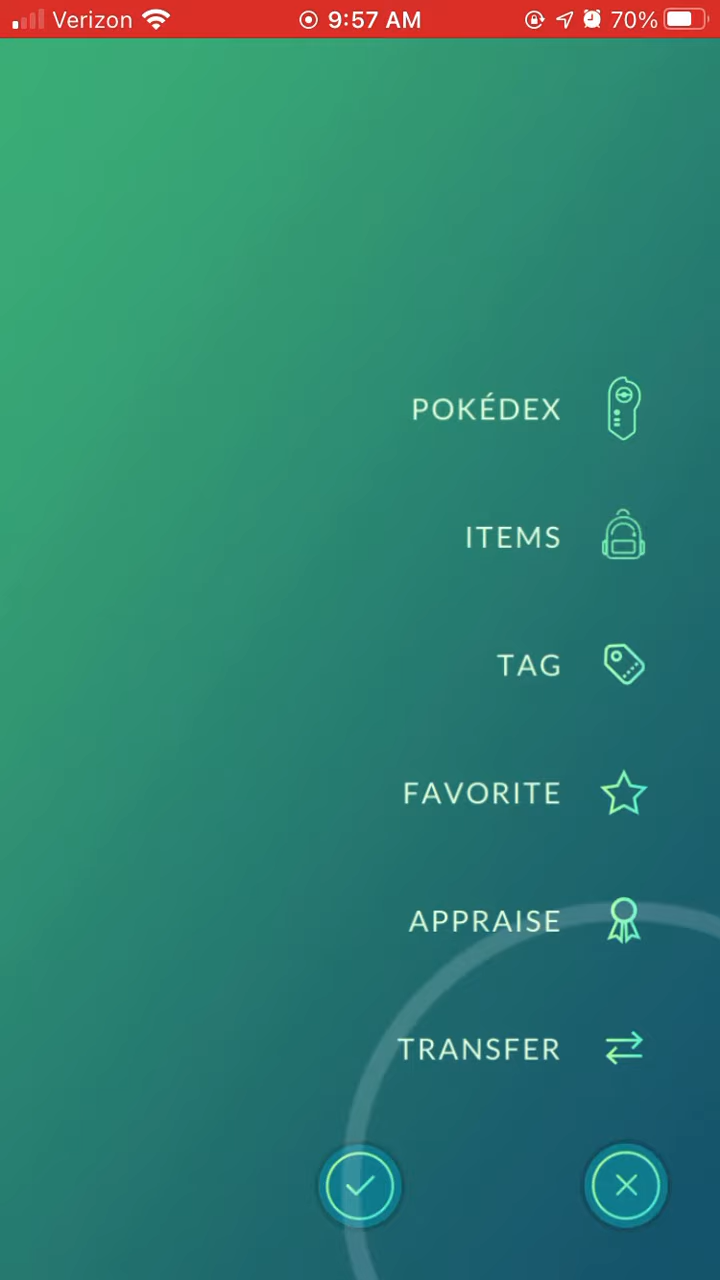 Verizon 9:57 AM 70%
POKÉDEX
ITEMS
TAG
FAVORITE
APPRAISE
TRANSFER